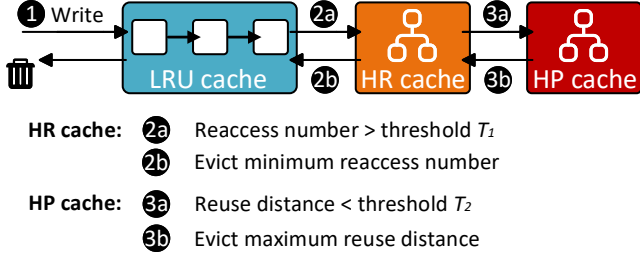 1 Write 2a 3a
LRU cache 2b HR cache 3b HP cache
HR cache: 2a Reaccess number > threshold T1
2b Evict minimum reaccess number
HP cache: 3a Reuse distance < threshold T2
3b Evict maximum reuse distance